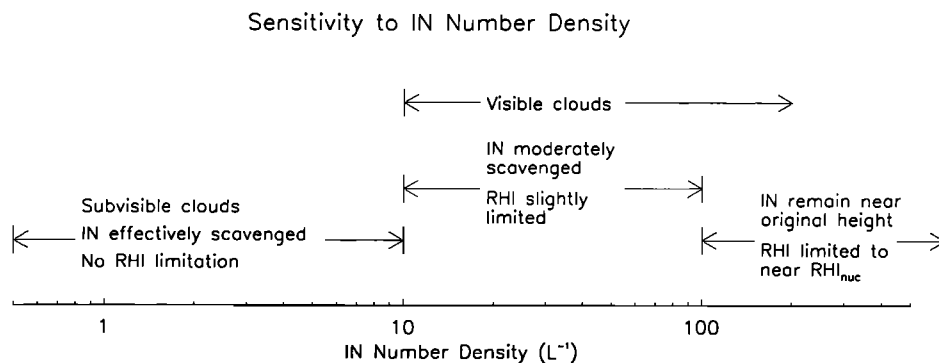 Sensitivity to IN Number Density
Visible clouds
IN moderately
scavenged
RHI slightly
limited
Subvisible clouds
IN effectively scavenged
No RHI limitation
IN remain near
original height
RHI limited to
near RHI_nuc
1
10
100
IN Number Density (L⁻¹)